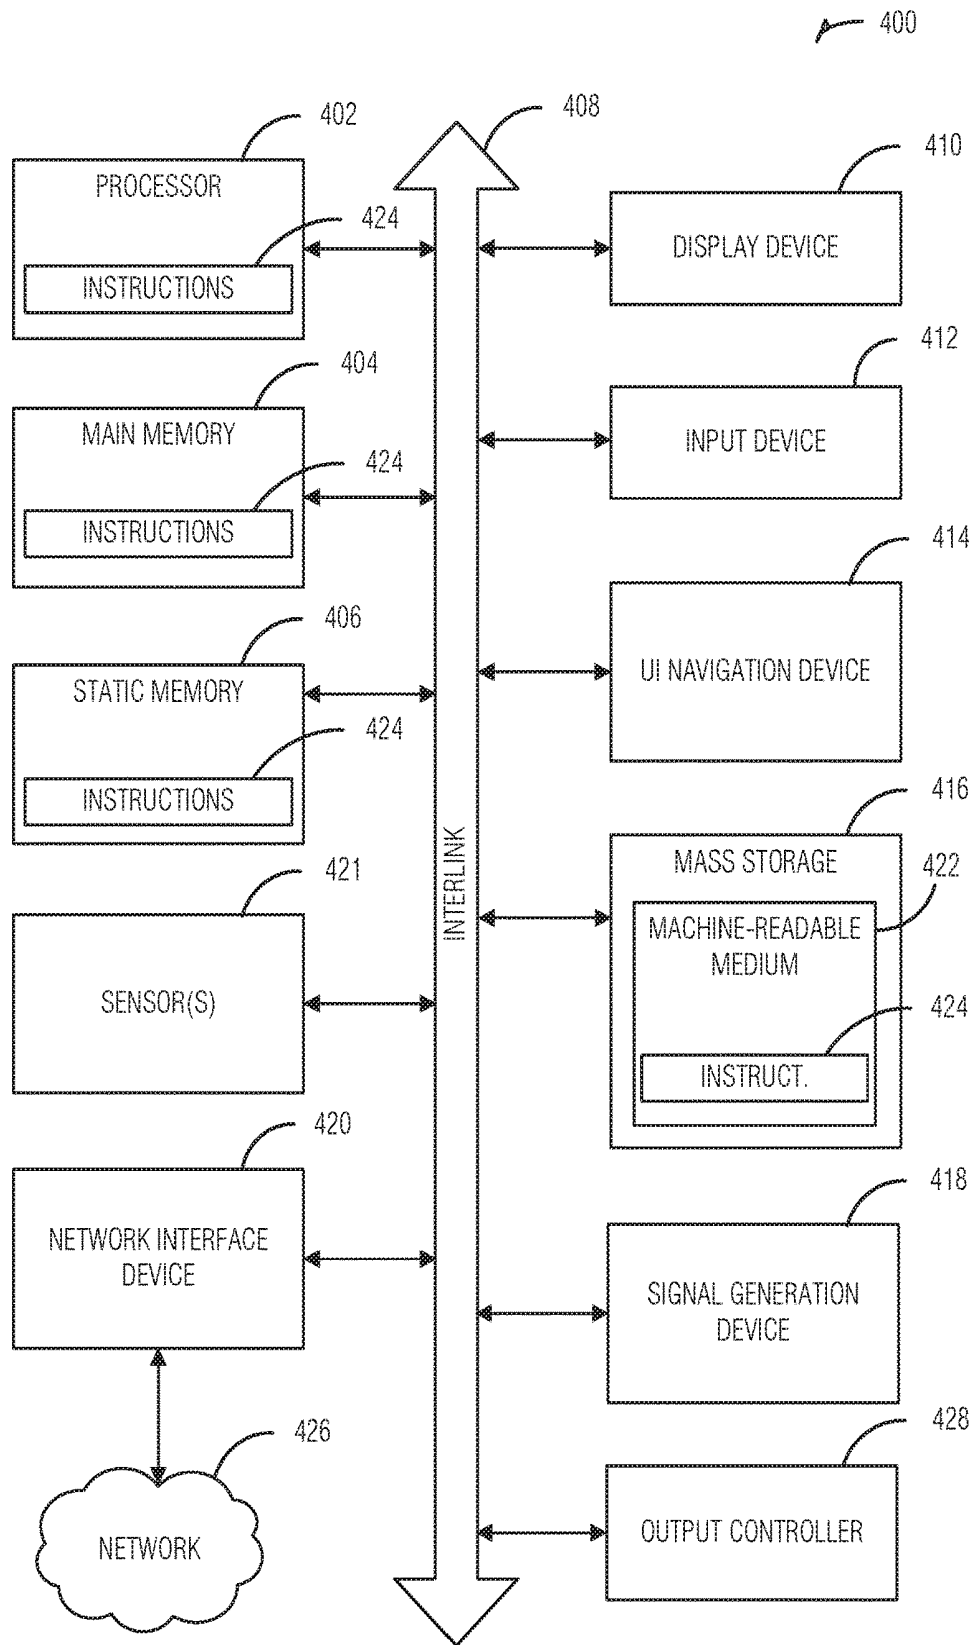 400
402
PROCESSOR
424
INSTRUCTIONS
404
MAIN MEMORY
424
INSTRUCTIONS
406
STATIC MEMORY
424
INSTRUCTIONS
421
SENSOR(S)
420
NETWORK INTERFACE
DEVICE
426
NETWORK
408
INTERLINK
410
DISPLAY DEVICE
412
INPUT DEVICE
414
UI NAVIGATION DEVICE
416
MASS STORAGE
422
MACHINE-READABLE
MEDIUM
424
INSTRUCT.
418
SIGNAL GENERATION
DEVICE
428
OUTPUT CONTROLLER